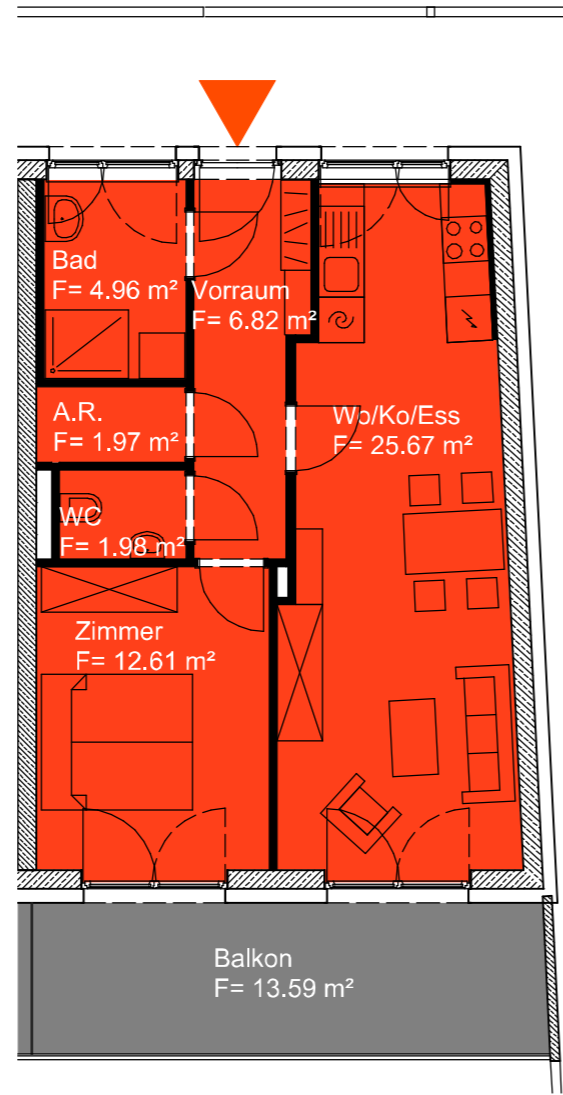 Bad
F= 4.96 m²
Vorraum
F= 6.82 m²
A.R.
F= 1.97 m²
Wo/Ko/Ess
F= 25.67 m²
WC
F= 1.98 m²
Zimmer
F= 12.61 m²
Balkon
F= 13.59 m²